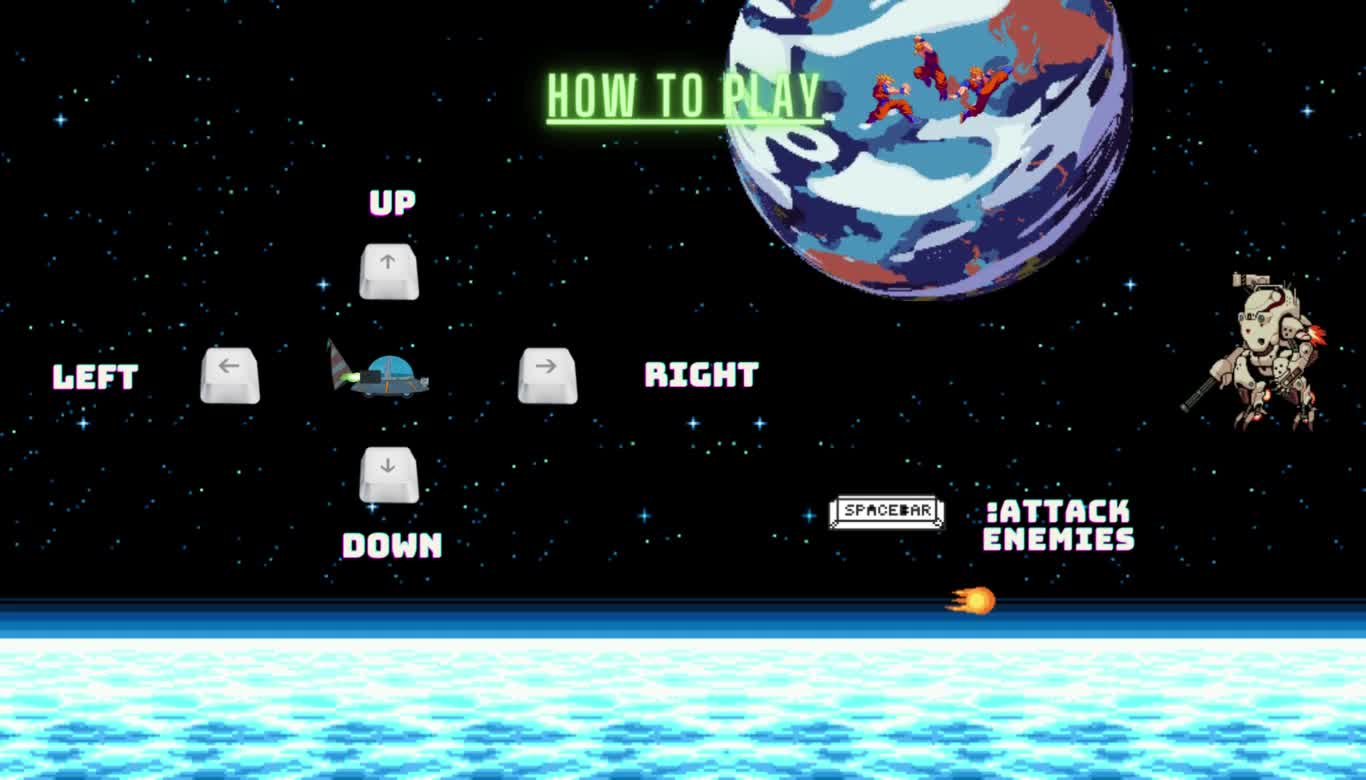 HOW TO PLAY
UP
↑
LEFT
←
→
RIGHT
↓
DOWN
SPACEBAR
:ATTACK
ENEMIES